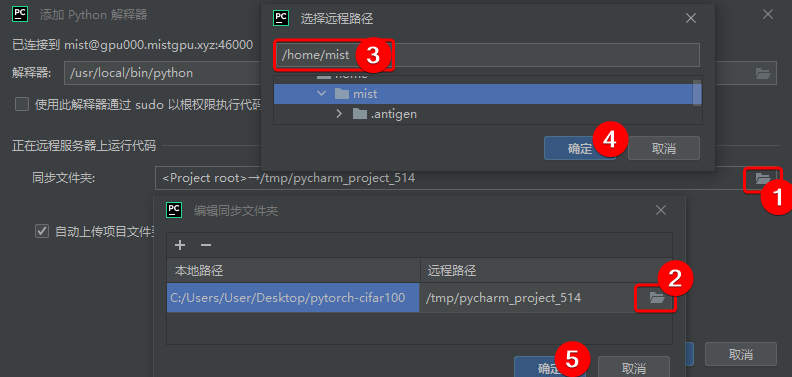 PC 添加 Python 解释器
已连接到 mist@gpu000.mistgpu.xyz:46000
解释器: /usr/local/bin/python
使用此解释器通过 sudo 以根权限执行代码
正在远程服务器上运行代码
同步文件夹: <Project root>→/tmp/pycharm_project_514
1
自动上传项目文件
取消
PC 选择远程路径
/home/mist 3
home
mist
.antigen
确定 4 取消
PC 编辑同步文件夹
本地路径 远程路径
C:/Users/User/Desktop/pytorch-cifar100 /tmp/pycharm_project_514 2
确定 5 取消